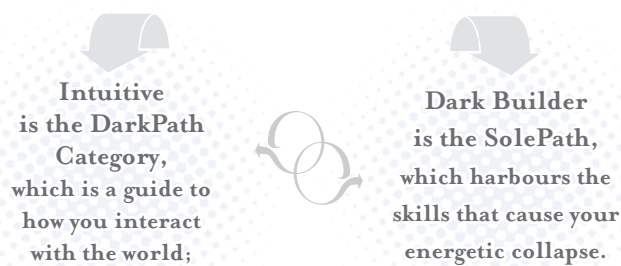 Intuitive
is the DarkPath
Category,
which is a guide to
how you interact
with the world;
Dark Builder
is the SolePath,
which harbours the
skills that cause your
energetic collapse.